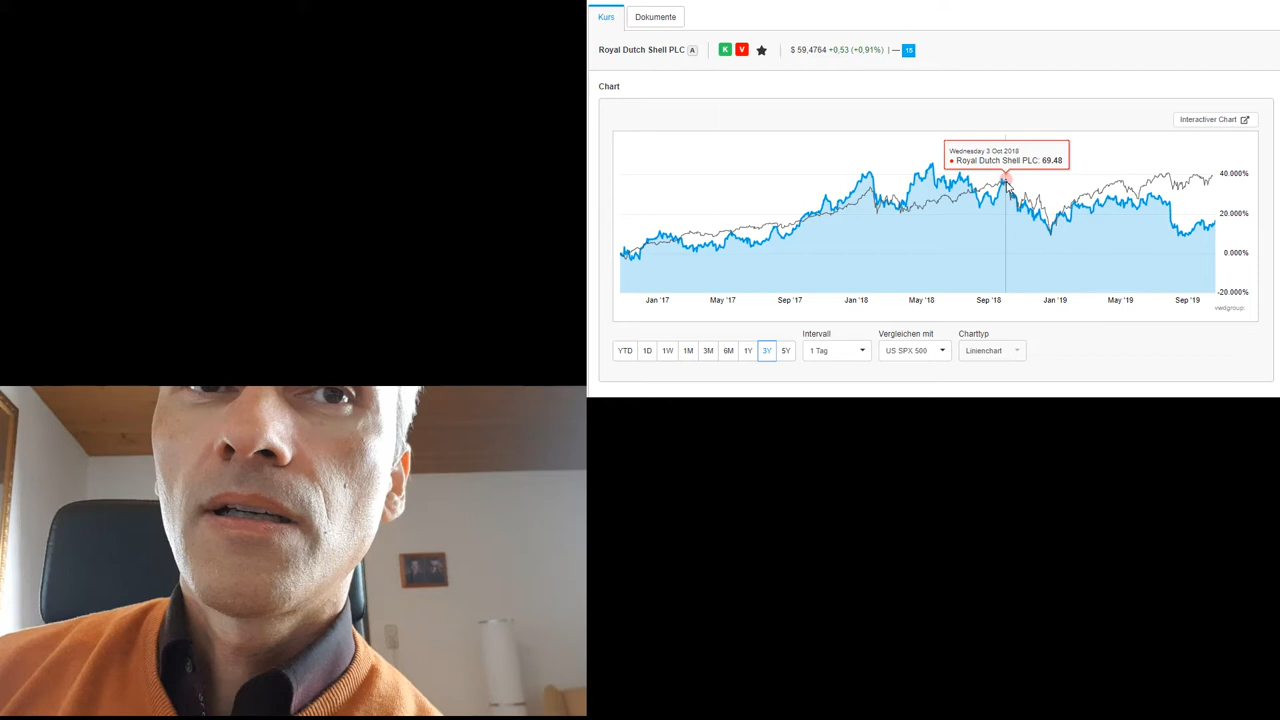 Kurs
Dokumente
Royal Dutch Shell PLC A
K V
$ 59,4764 +0,53 (+0,91%) | — 15
Chart
Interactiver Chart
Wednesday 3 Oct 2018
● Royal Dutch Shell PLC: 69.48
40.000%
20.000%
0.000%
-20.000%
Jan '17 May '17 Sep '17 Jan '18 May '18 Sep '18 Jan '19 May '19 Sep '19
vwdgroup:
Intervall Vergleichen mit Charttyp
YTD 1D 1W 1M 3M 6M 1Y 3Y 5Y 1 Tag US SPX 500 Linienchart